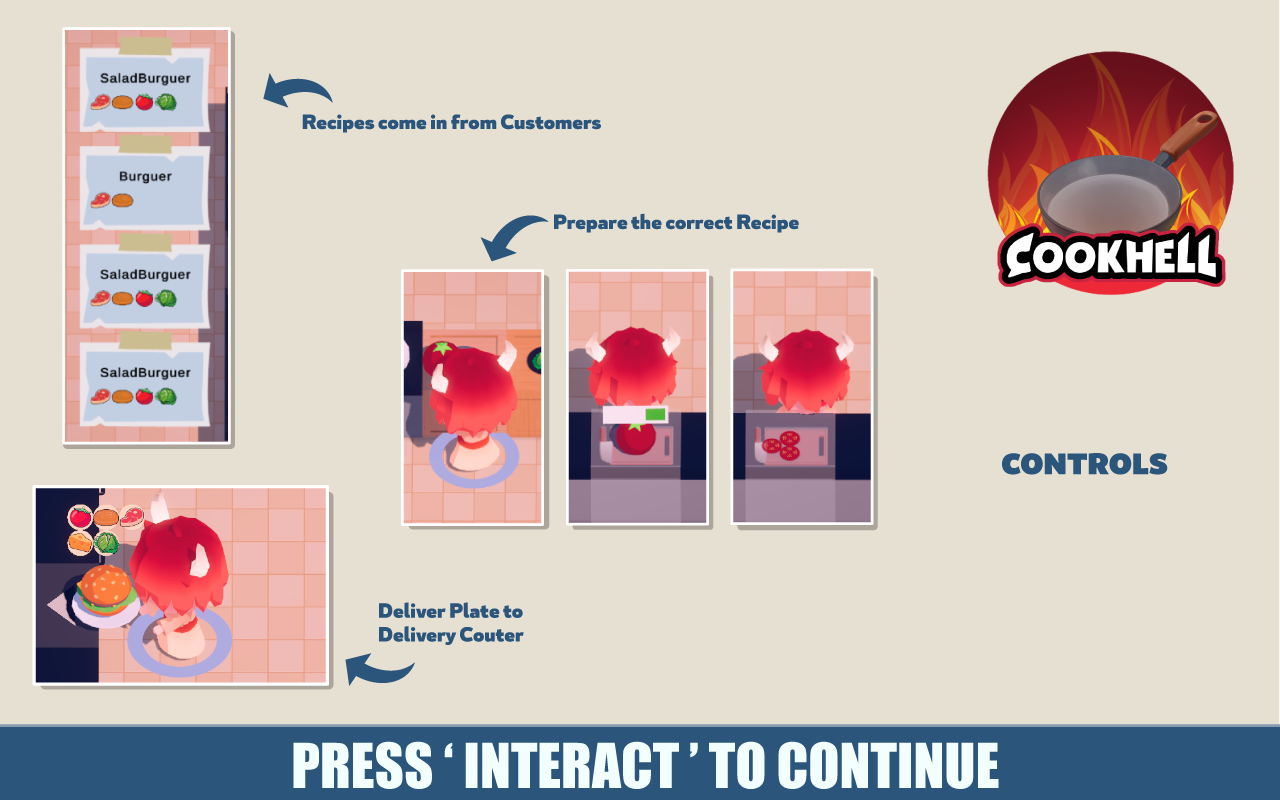 SaladBurguer
Burguer
SaladBurguer
SaladBurguer
Recipes come in from Customers
Prepare the correct Recipe
COOKHELL
CONTROLS
Deliver Plate to
Delivery Couter
PRESS ‘ INTERACT ’ TO CONTINUE